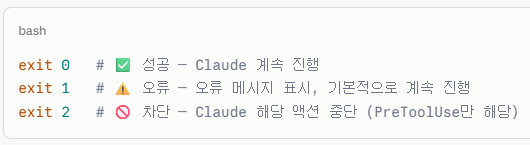 bash
exit 0   # ✅ 성공 — Claude 계속 진행
exit 1   # ⚠️ 오류 — 오류 메시지 표시, 기본적으로 계속 진행
exit 2   # 🚫 차단 — Claude 해당 액션 중단 (PreToolUse만 해당)